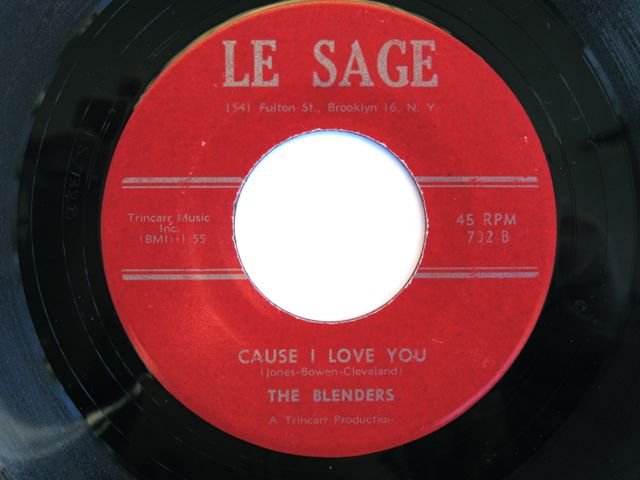 LE SAGE
1541 Fulton St., Brooklyn 16, N. Y.
Trincarr Music
Inc.
(BMI) 1:55
45 RPM
732-B
CAUSE I LOVE YOU
(Jones-Bowen-Cleveland)
THE BLENDERS
A Trincarr Production